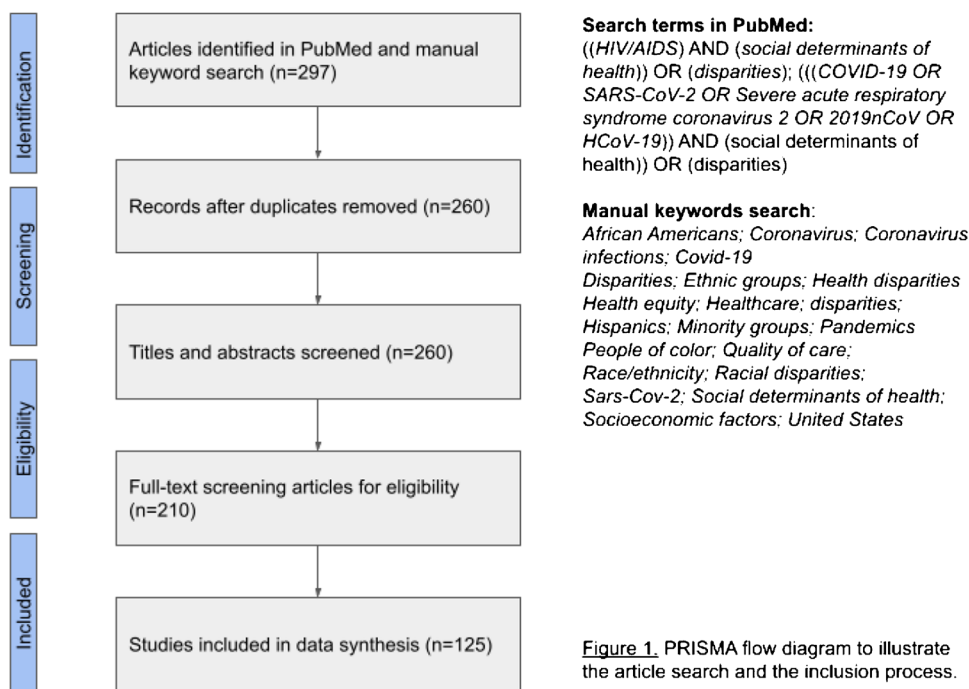 Identification
Articles identified in PubMed and manual
keyword search (n=297)
Records after duplicates removed (n=260)
Screening
Titles and abstracts screened (n=260)
Eligibility
Full-text screening articles for eligibility
(n=210)
Included
Studies included in data synthesis (n=125)
Search terms in PubMed:
((HIV/AIDS) AND (social determinants of
health)) OR (disparities); (((COVID-19 OR
SARS-CoV-2 OR Severe acute respiratory
syndrome coronavirus 2 OR 2019nCoV OR
HCoV-19)) AND (social determinants of
health)) OR (disparities)
Manual keywords search:
African Americans; Coronavirus; Coronavirus
infections; Covid-19
Disparities; Ethnic groups; Health disparities
Health equity; Healthcare; disparities;
Hispanics; Minority groups; Pandemics
People of color; Quality of care;
Race/ethnicity; Racial disparities;
Sars-Cov-2; Social determinants of health;
Socioeconomic factors; United States
Figure 1. PRISMA flow diagram to illustrate
the article search and the inclusion process.